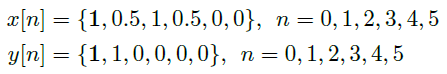 x[n] = {1, 0.5, 1, 0.5, 0, 0}, n = 0, 1, 2, 3, 4, 5
y[n] = {1, 1, 0, 0, 0, 0}, n = 0, 1, 2, 3, 4, 5